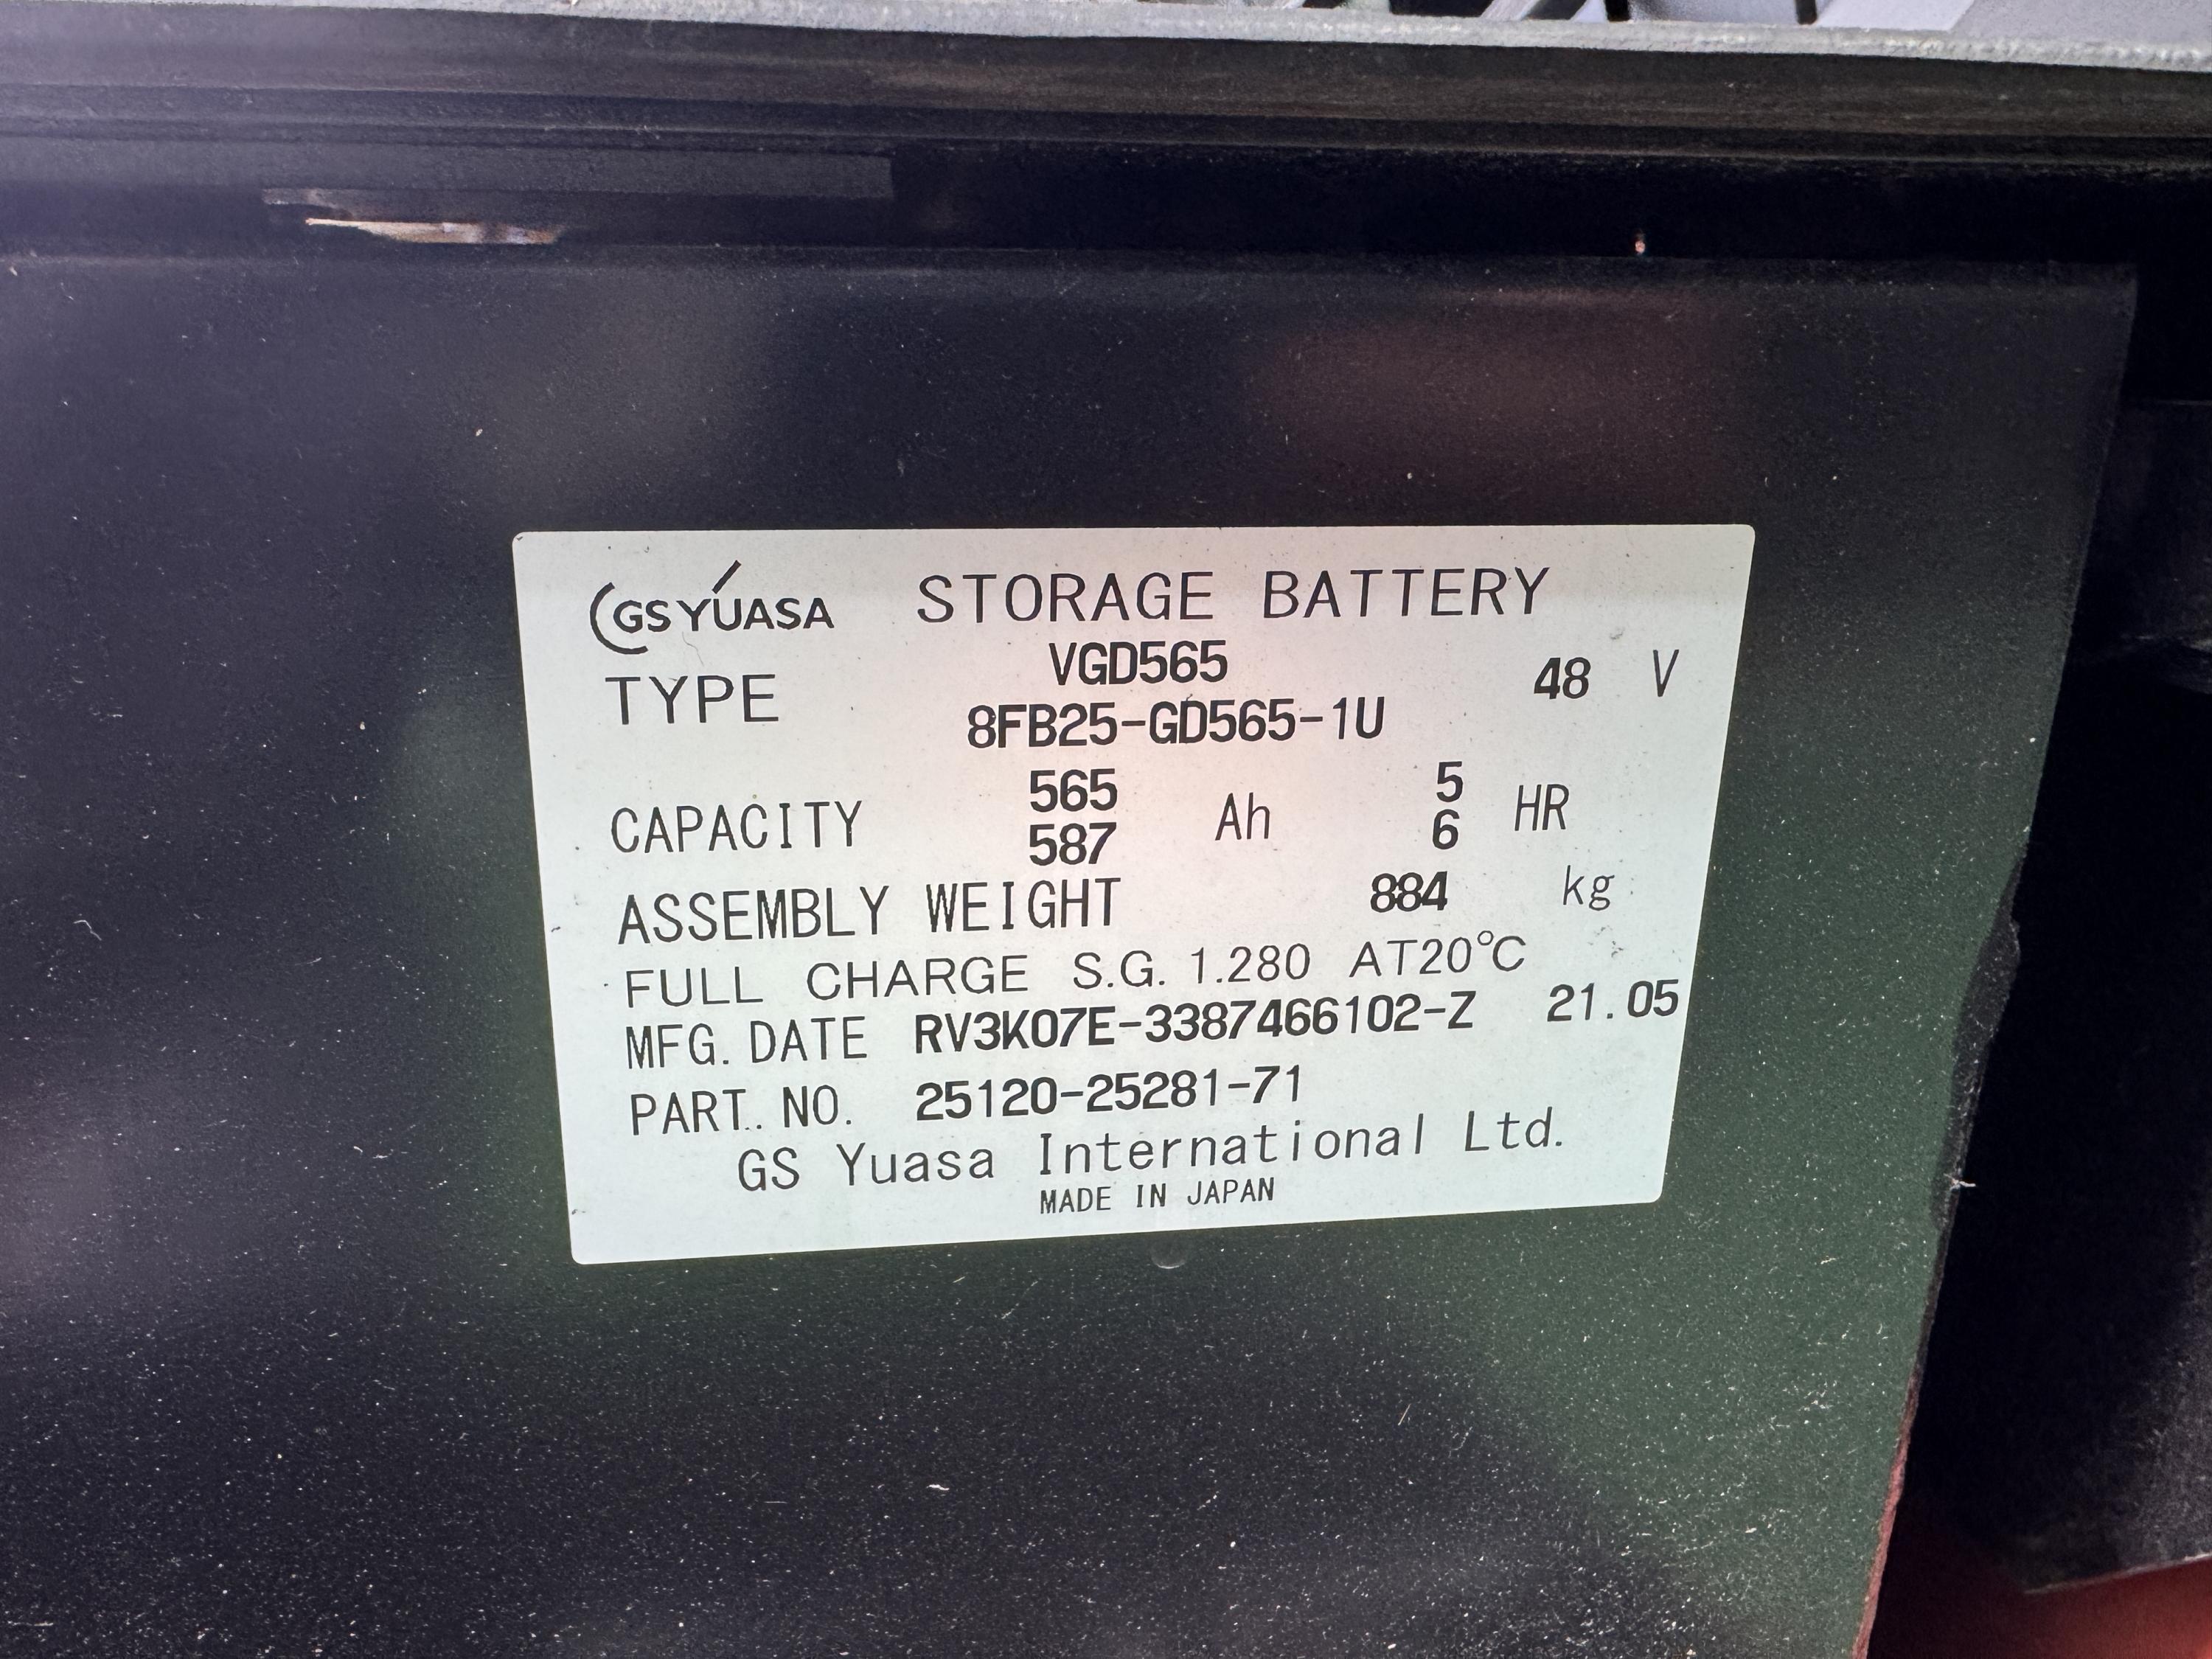 GS YUASA STORAGE BATTERY
TYPE VGD565 48 V
8FB25-GD565-1U
CAPACITY 565 Ah 5 HR
587 6
ASSEMBLY WEIGHT 884 kg
FULL CHARGE S.G. 1.280 AT20℃
MFG. DATE RV3K07E-3387466102-Z 21.05
PART. NO. 25120-25281-71
GS Yuasa International Ltd.
MADE IN JAPAN